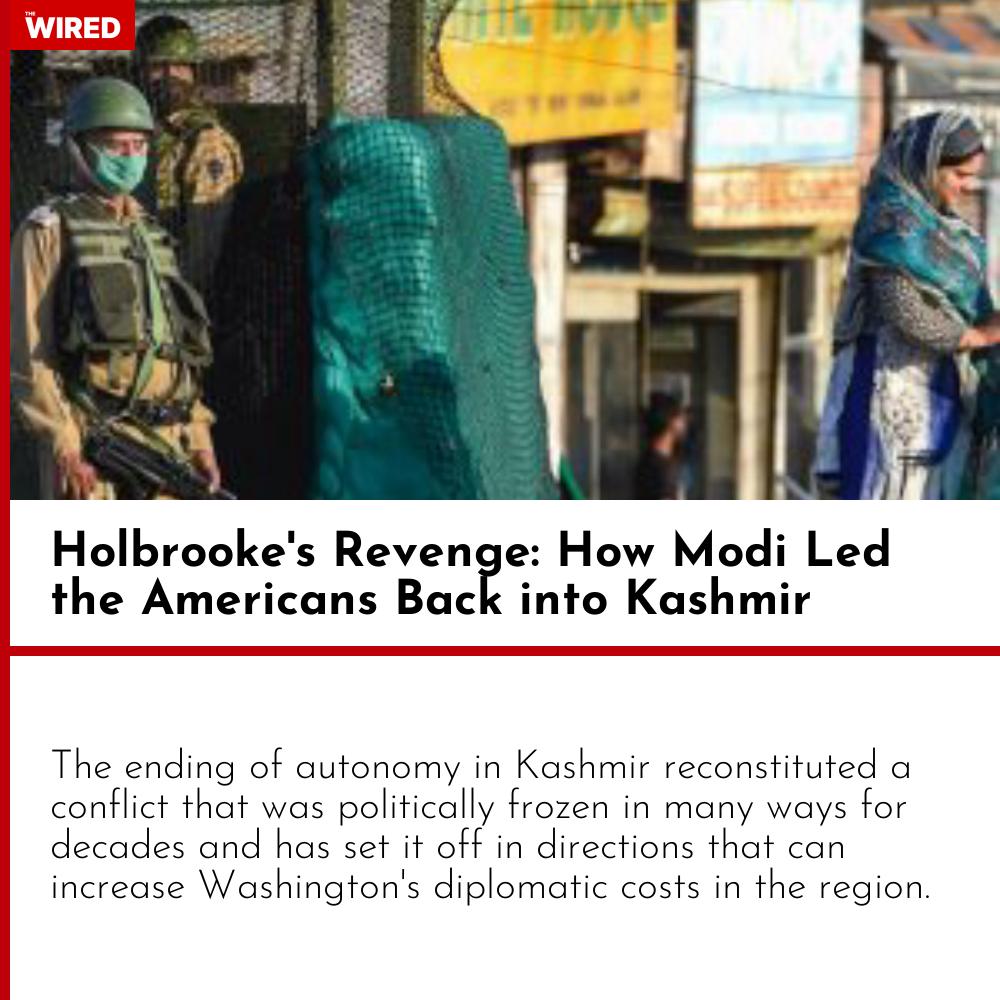 THE
WIRED
Holbrooke's Revenge: How Modi Led
the Americans Back into Kashmir
The ending of autonomy in Kashmir reconstituted a
conflict that was politically frozen in many ways for
decades and has set it off in directions that can
increase Washington's diplomatic costs in the region.